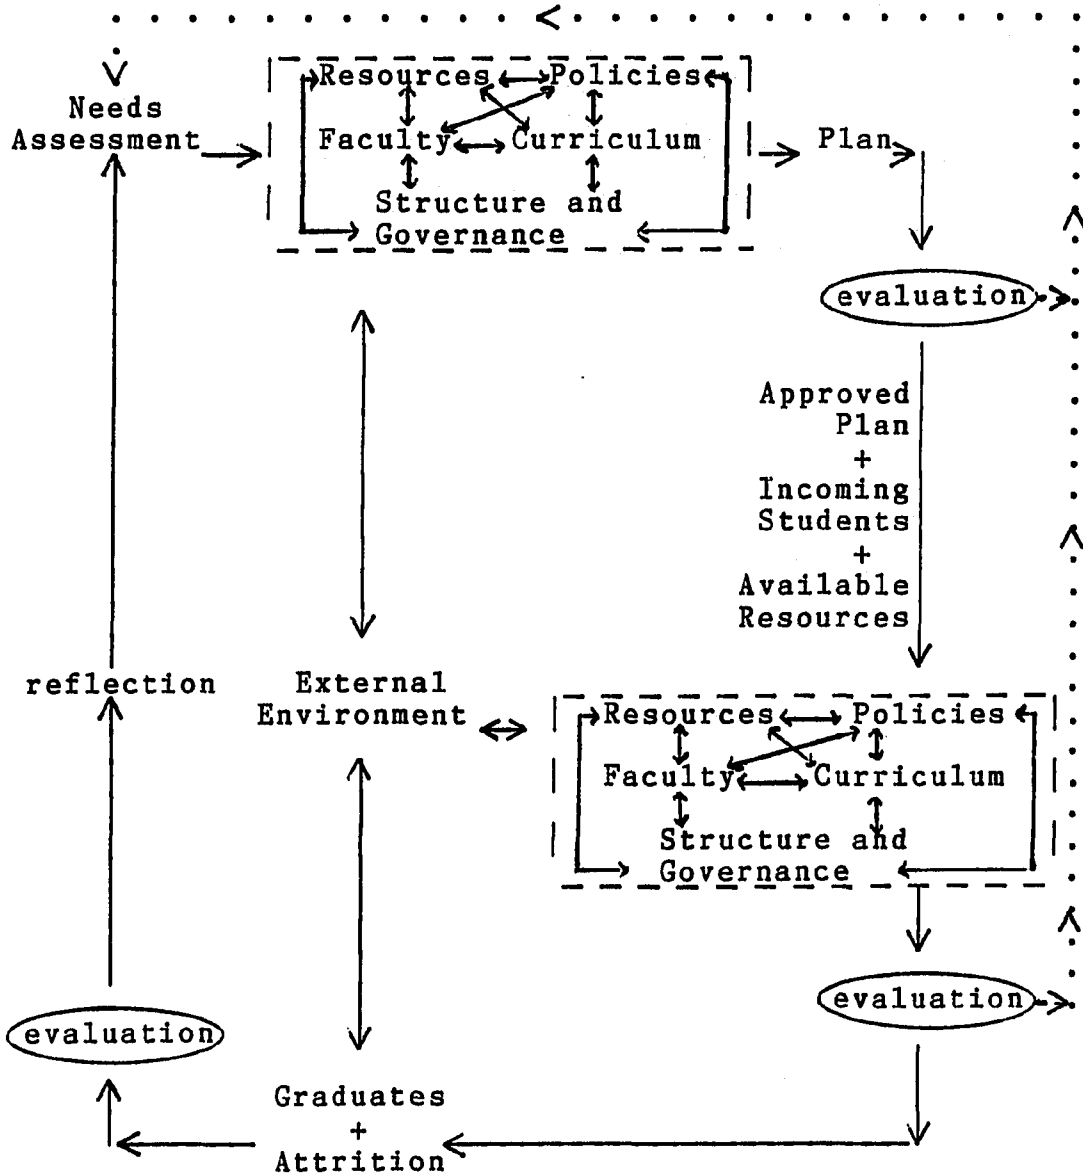 Needs
Assessment
Resources
Policies
Faculty
Curriculum
Structure and
Governance
Plan
evaluation
Approved
Plan
+
Incoming
Students
+
Available
Resources
reflection
External
Environment
Resources
Policies
Faculty
Curriculum
Structure and
Governance
evaluation
evaluation
Graduates
+
Attrition